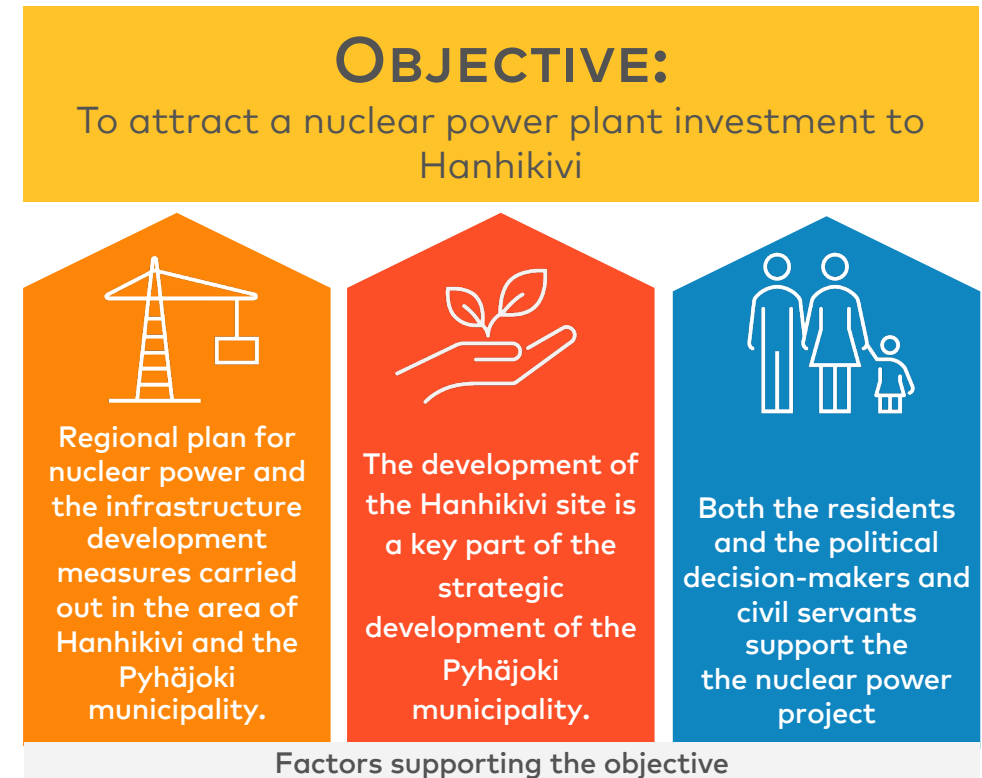 OBJECTIVE:
To attract a nuclear power plant investment to
Hanhikivi
Regional plan for
nuclear power and
the infrastructure
development
measures carried
out in the area of
Hanhikivi and the
Pyhäjoki
municipality.
The development of
the Hanhikivi site is
a key part of the
strategic
development of the
Pyhäjoki
municipality.
Both the residents
and the political
decision-makers and
civil servants
support the
the nuclear power
project
Factors supporting the objective